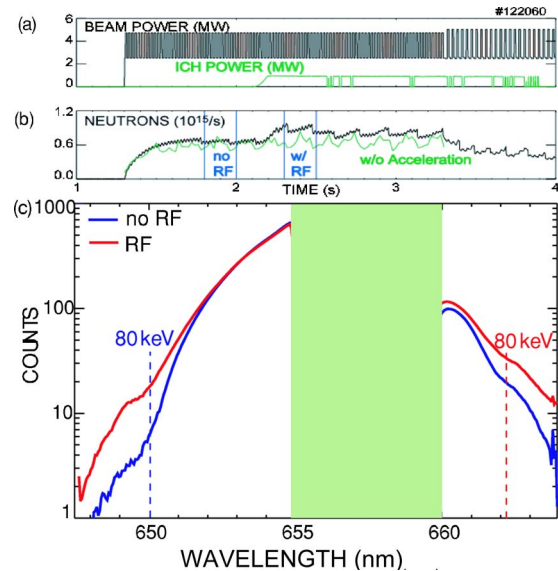 #122060
(a)
6
BEAM POWER (MW)
4
ICH POWER (MW)
2
0
(b)
1.2
NEUTRONS (10^15/s)
0.6
no RF
w/ RF
w/o Acceleration
0.0
1 2 3 4
TIME (s)
(c)
1000
no RF
RF
100
80 keV
80 keV
10
1
COUNTS
650 655 660
WAVELENGTH (nm)